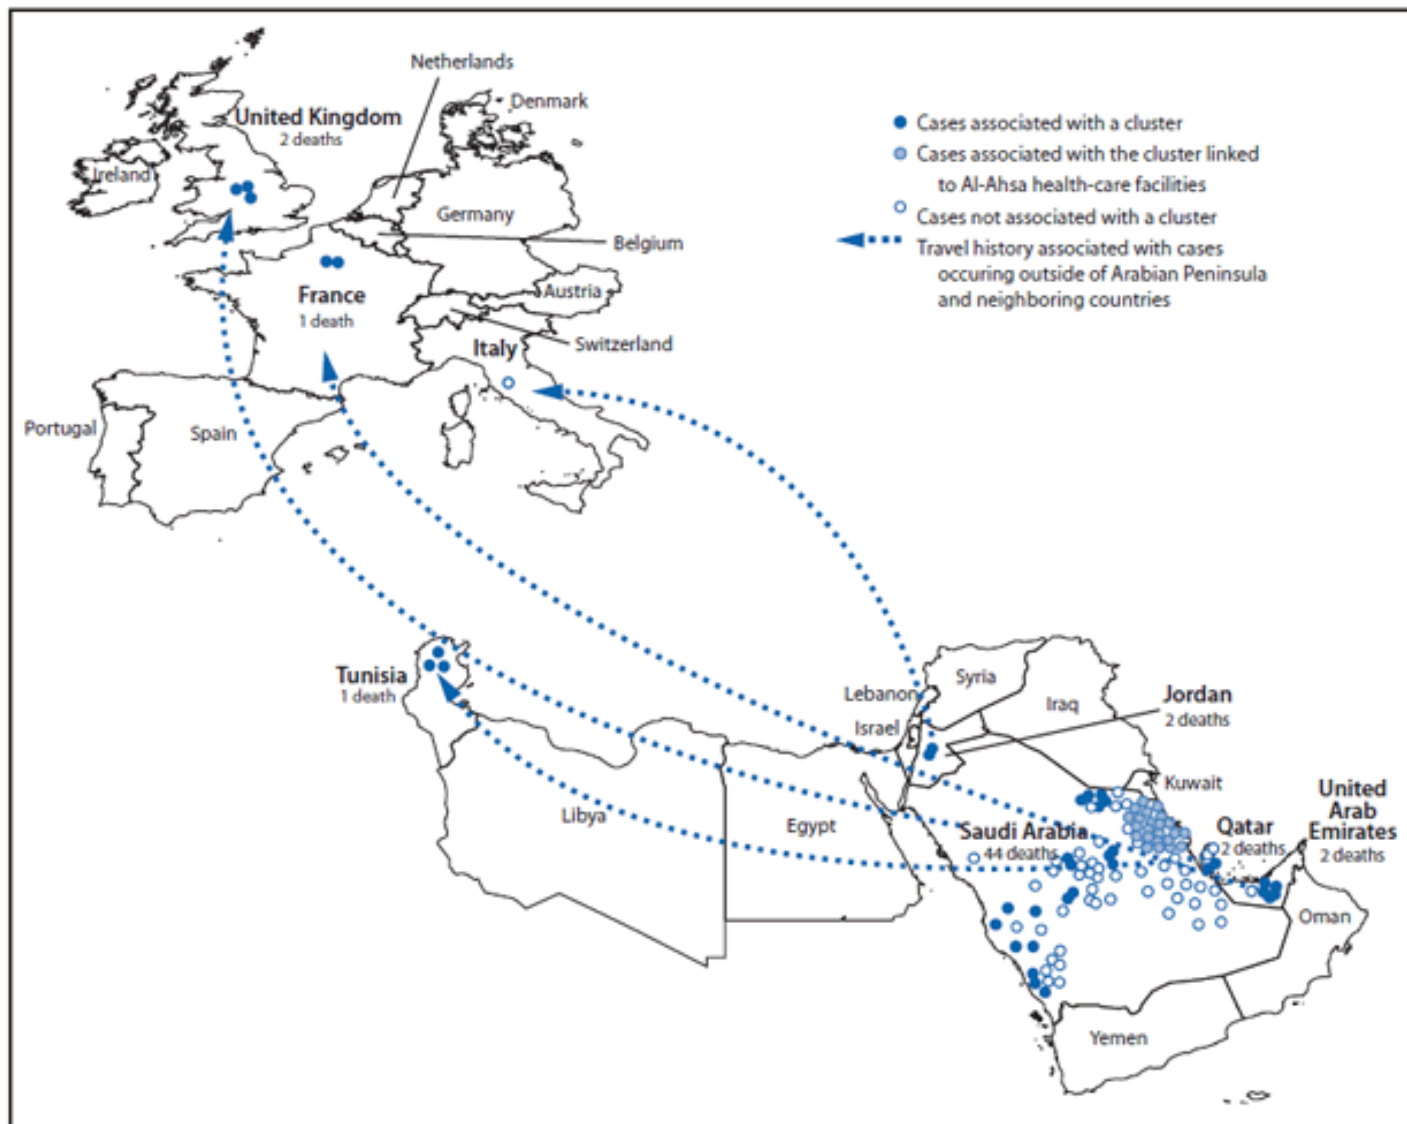 Netherlands
Denmark
United Kingdom
2 deaths
Ireland
Germany
Belgium
France
1 death
Austria
Switzerland
Italy
Portugal
Spain
Cases associated with a cluster
Cases associated with the cluster linked
to Al-Ahsa health-care facilities
Cases not associated with a cluster
Travel history associated with cases
occuring outside of Arabian Peninsula
and neighboring countries
Tunisia
1 death
Libya
Egypt
Lebanon
Israel
Syria
Iraq
Jordan
2 deaths
Kuwait
Saudi Arabia
44 deaths
Qatar
2 deaths
United
Arab
Emirates
2 deaths
Oman
Yemen